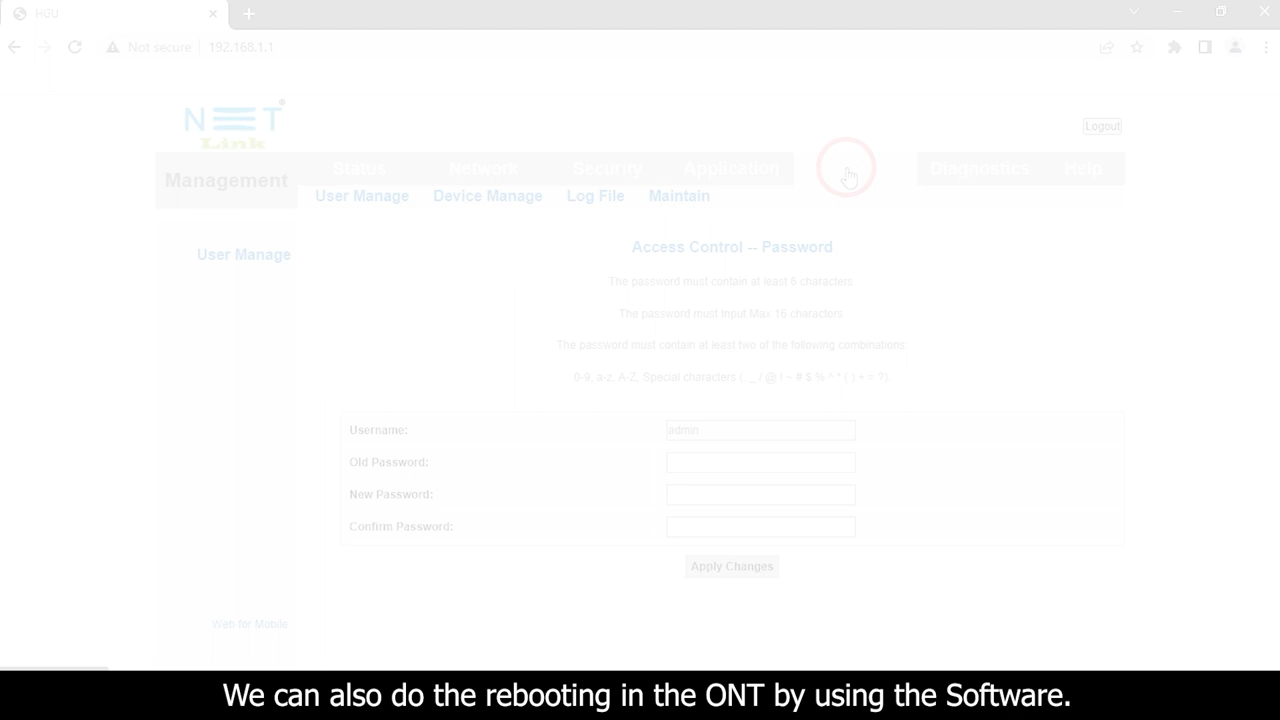 HGU
Not secure 192.168.1.1
NET
Link
Logout
Management
Status Network Security Application Diagnostics Help
User Manage Device Manage Log File Maintain
User Manage
Access Control -- Password
The password must contain at least 6 characters
The password must Input Max 16 charactors
The password must contain at least two of the following combinations:
0-9, a-z, A-Z, Special characters (. _ / @ ! ~ # $ % ^ * ( ) + = ?)
Username: admin
Old Password:
New Password:
Confirm Password:
Apply Changes
Web for Mobile
We can also do the rebooting in the ONT by using the Software.